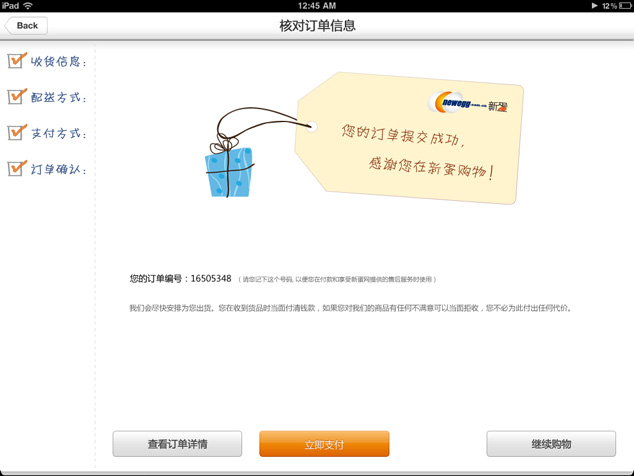 iPad 12:45 AM 12%
Back 核对订单信息
收货信息:
配送方式:
支付方式:
订单确认:
newegg.com.cn 新蛋
您的订单提交成功,
感谢您在新蛋购物!
您的订单编号:16505348 (请您记下这个号码, 以便您在付款和享受新蛋网提供的售后服务时使用)
我们会尽快安排为您出货。您在收到货品时当面付清钱款,如果您对我们的商品有任何不满意可以当面拒收,您不必为此付出任何代价。
查看订单详情 立即支付 继续购物